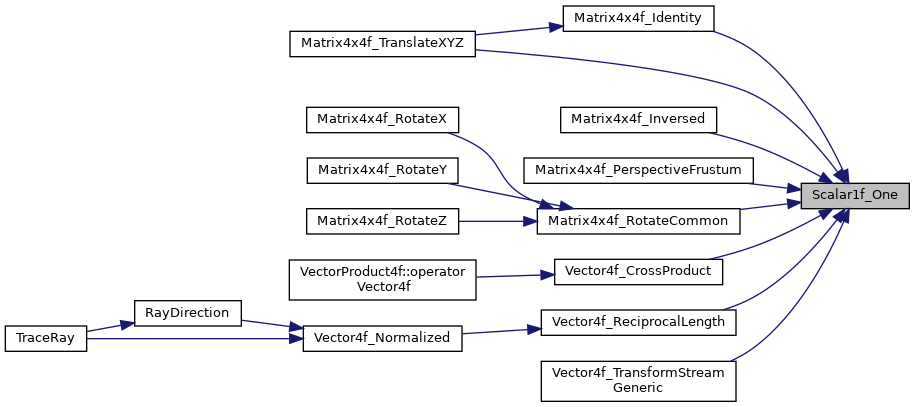 Matrix4x4f_Identity
Matrix4x4f_TranslateXYZ
Matrix4x4f_RotateX
Matrix4x4f_Inversed
Matrix4x4f_RotateY
Matrix4x4f_PerspectiveFrustum
Scalar1f_One
Matrix4x4f_RotateZ
Matrix4x4f_RotateCommon
VectorProduct4f::operator
Vector4f
Vector4f_CrossProduct
RayDirection
Vector4f_ReciprocalLength
TraceRay
Vector4f_Normalized
Vector4f_TransformStream
Generic